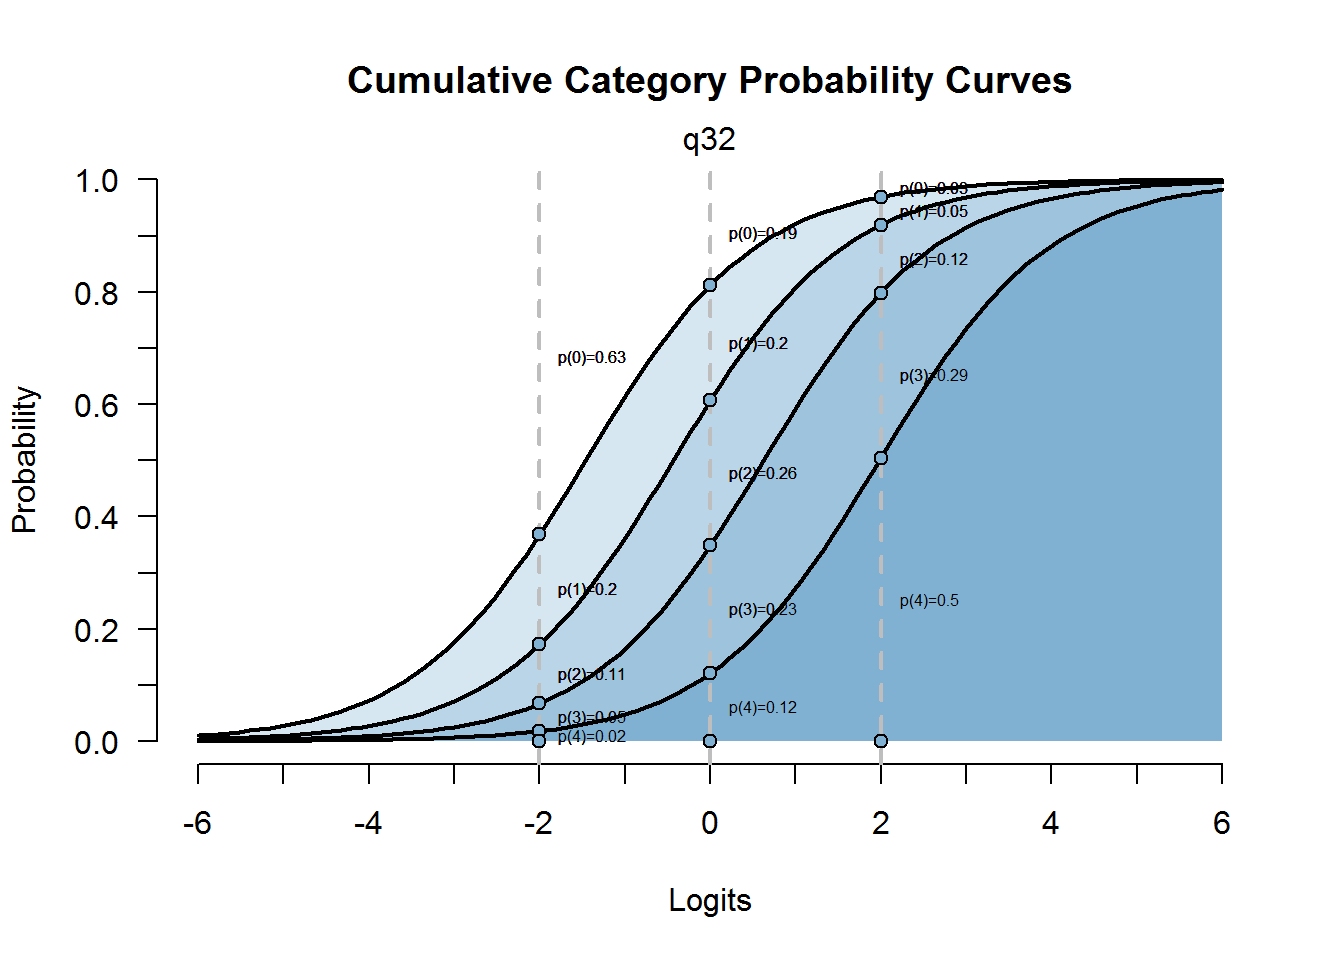 Cumulative Category Probability Curves
q32
Probability
1.0
0.8
0.6
0.4
0.2
0.0
p(0)=0.63
p(1)=0.2
p(2)=0.11
p(3)=0.05
p(4)=0.02
p(0)=0.19
p(1)=0.2
p(2)=0.26
p(3)=0.23
p(4)=0.12
p(0)=0.03
p(1)=0.05
p(2)=0.12
p(3)=0.29
p(4)=0.5
-6 -4 -2 0 2 4 6
Logits